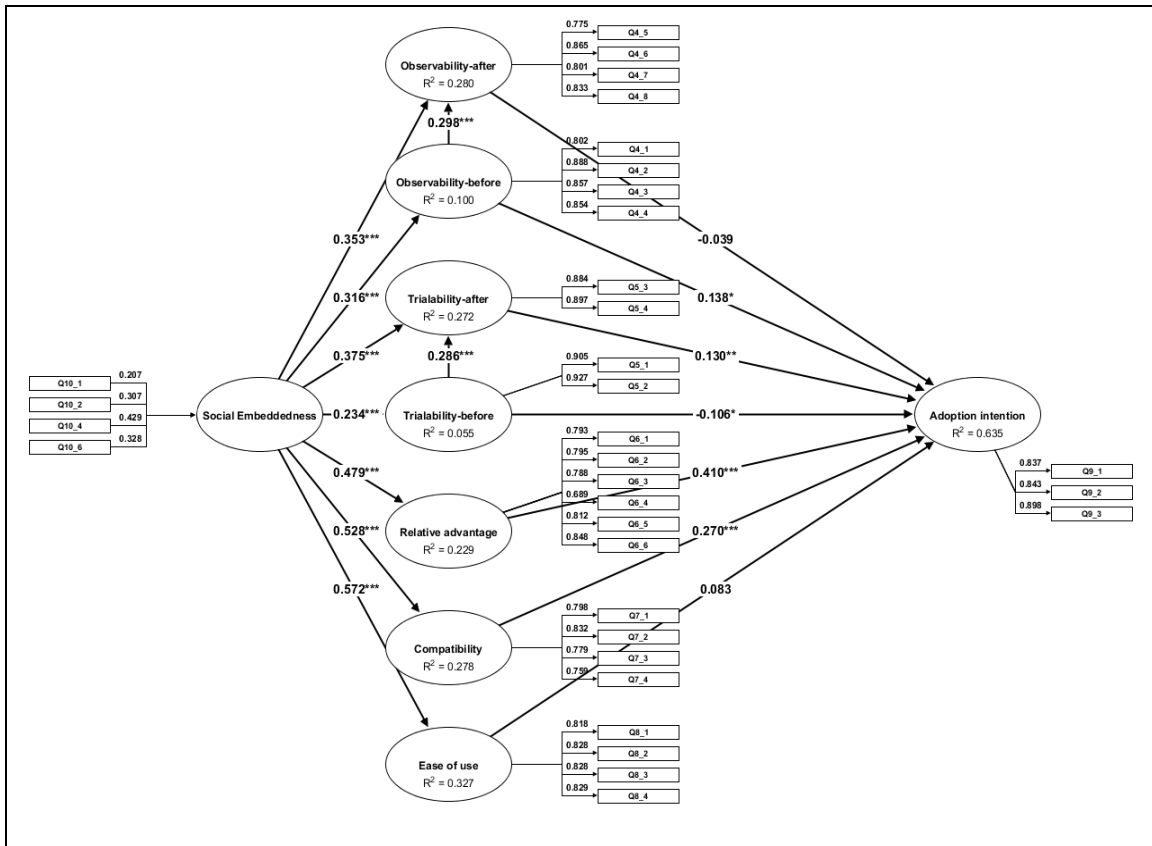 0.775
Q4_5
0.865
Q4_6
0.801
Q4_7
0.833
Q4_8
Observability-after
R² = 0.280
0.298***
0.802
Q4_1
0.888
Q4_2
0.857
Q4_3
0.854
Q4_4
Observability-before
R² = 0.100
0.353***
-0.039
0.316***
0.138*
0.884
Q5_3
0.897
Q5_4
Trialability-after
R² = 0.272
0.375***
0.286***
0.130**
0.905
Q5_1
0.927
Q5_2
0.207
Q10_1
0.307
Q10_2
0.429
Q10_4
0.328
Q10_6
Social Embeddedness
0.234***
Trialability-before
R² = 0.055
-0.106*
Adoption intention
R² = 0.635
0.793
Q6_1
0.795
Q6_2
0.788
Q6_3
0.689
Q6_4
0.812
Q6_5
0.848
Q6_6
0.479***
0.410***
0.837
Q9_1
0.843
Q9_2
0.898
Q9_3
Relative advantage
R² = 0.229
0.528***
0.270***
0.572***
0.083
0.798
Q7_1
0.832
Q7_2
0.779
Q7_3
0.759
Q7_4
Compatibility
R² = 0.278
0.818
Q8_1
0.828
Q8_2
0.828
Q8_3
0.829
Q8_4
Ease of use
R² = 0.327